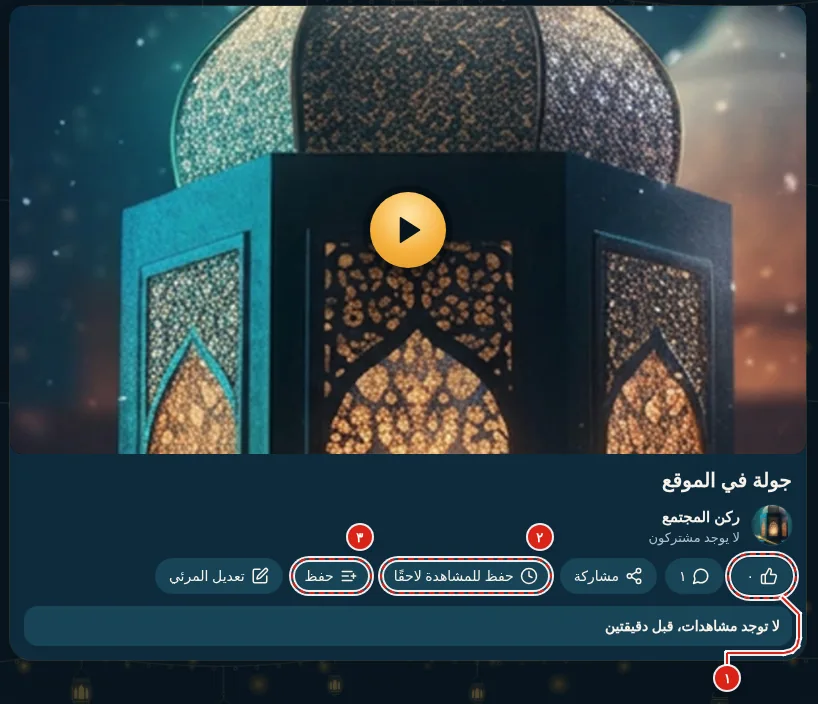 جولة في الموقع
ركن المجتمع
لا يوجد مشتركون
٣ ٢
٠ ١ مشاركة حفظ للمشاهدة لاحقًا حفظ تعديل المرئي
لا توجد مشاهدات، قبل دقيقتين
١